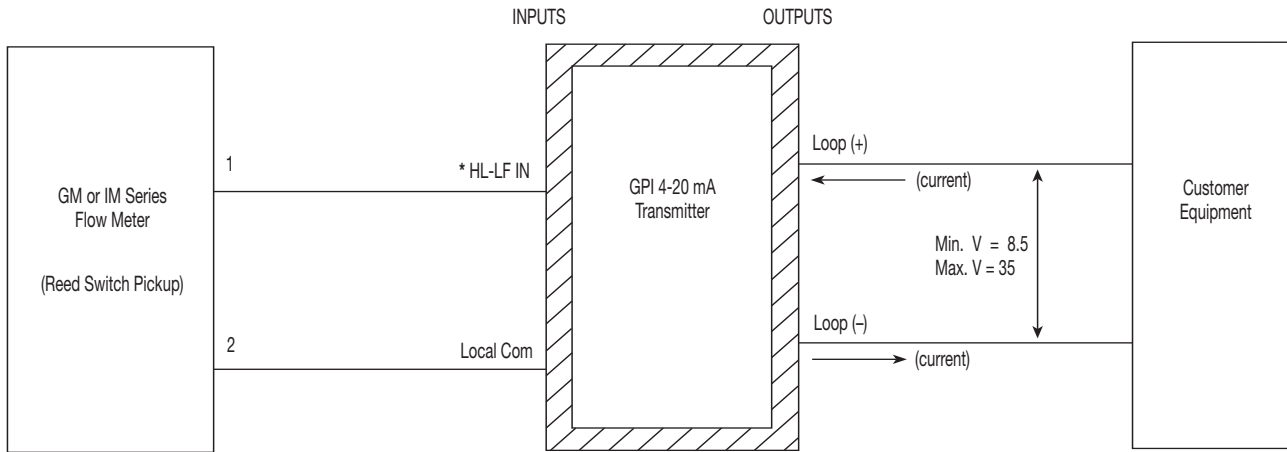 INPUTS
OUTPUTS
GM or IM Series
Flow Meter
(Reed Switch Pickup)
1
* HL-LF IN
2
Local Com
GPI 4-20 mA
Transmitter
Loop (+)
(current)
Min. V = 8.5
Max. V = 35
Loop (–)
(current)
Customer
Equipment